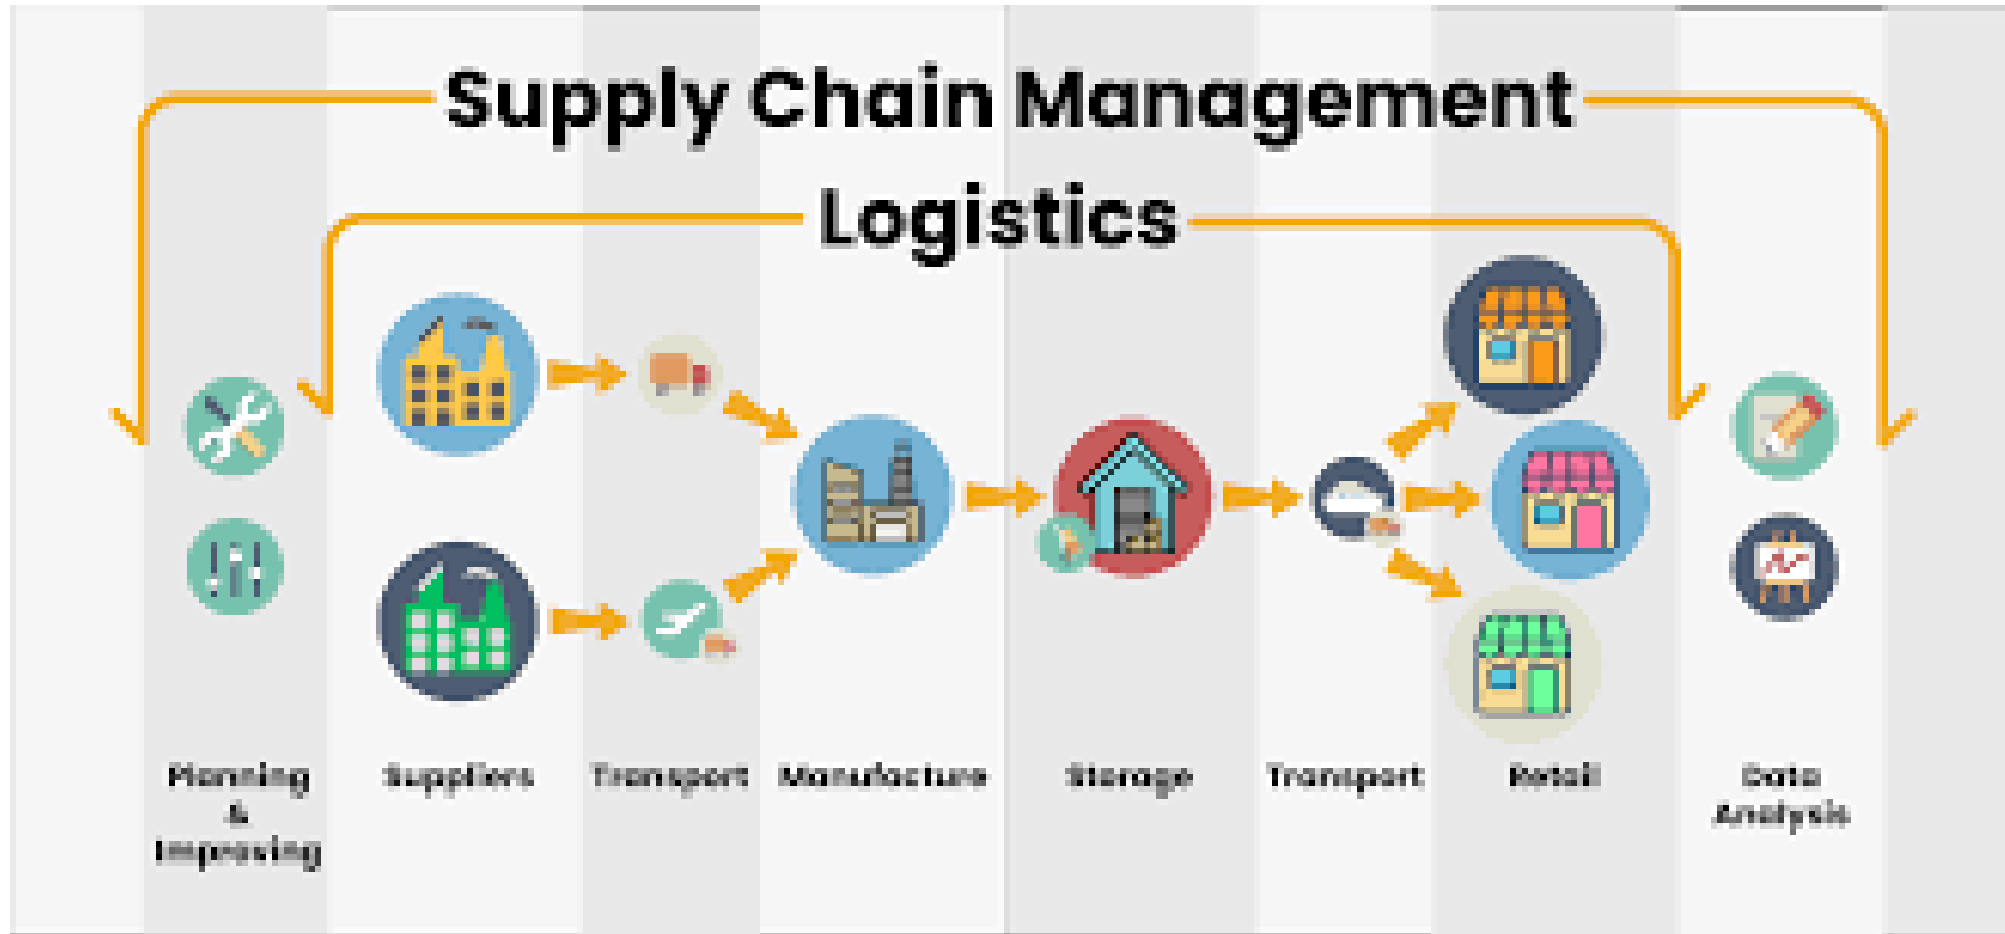 Supply Chain Management
Logistics
Planning
&
Improving
Suppliers
Transport
Manufacture
Storage
Transport
Retail
Data
Analysis